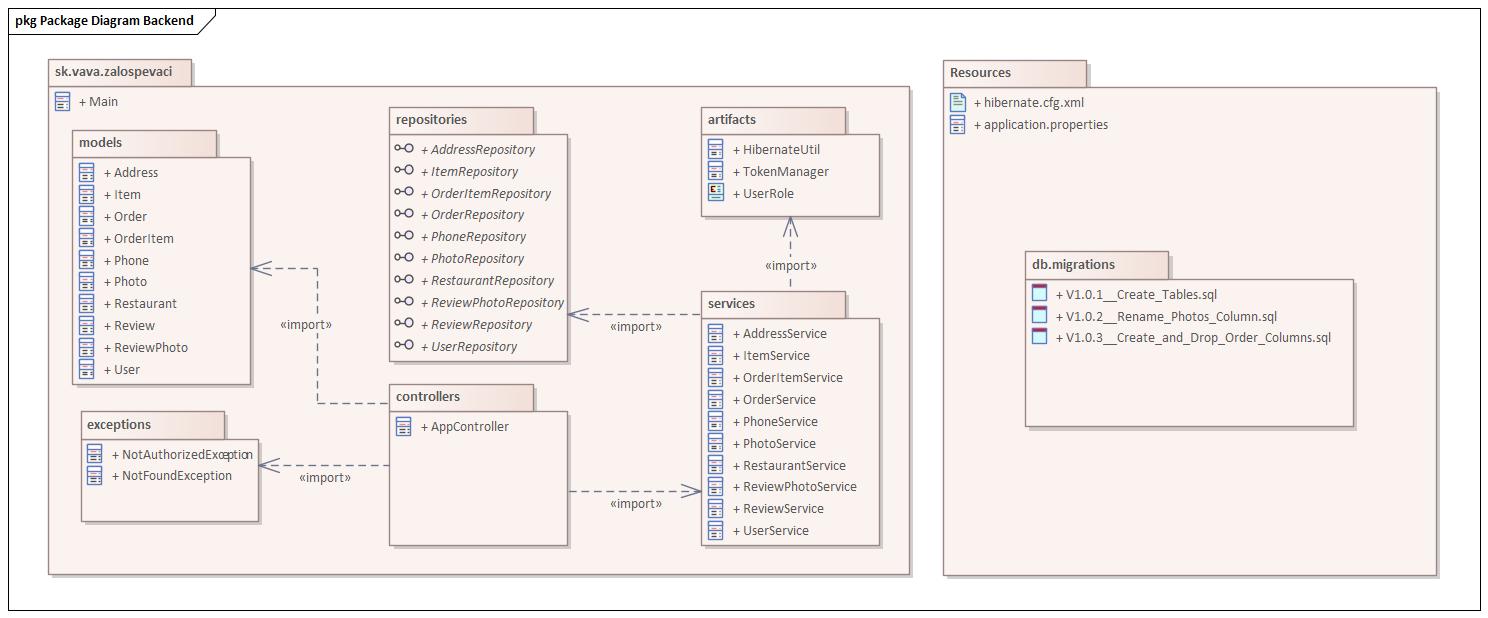 pkg Package Diagram Backend
sk.vava.zalospevaci
+ Main
models
+ Address
+ Item
+ Order
+ OrderItem
+ Phone
+ Photo
+ Restaurant
+ Review
+ ReviewPhoto
+ User
exceptions
+ NotAuthorizedException
+ NotFoundException
repositories
+ AddressRepository
+ ItemRepository
+ OrderItemRepository
+ OrderRepository
+ PhoneRepository
+ PhotoRepository
+ RestaurantRepository
+ ReviewPhotoRepository
+ ReviewRepository
+ UserRepository
controllers
+ AppController
«import»
«import»
«import»
«import»
«import»
artifacts
+ HibernateUtil
+ TokenManager
+ UserRole
services
+ AddressService
+ ItemService
+ OrderItemService
+ OrderService
+ PhoneService
+ PhotoService
+ RestaurantService
+ ReviewPhotoService
+ ReviewService
+ UserService
Resources
+ hibernate.cfg.xml
+ application.properties
db.migrations
+ V1.0.1__Create_Tables.sql
+ V1.0.2__Rename_Photos_Column.sql
+ V1.0.3__Create_and_Drop_Order_Columns.sql